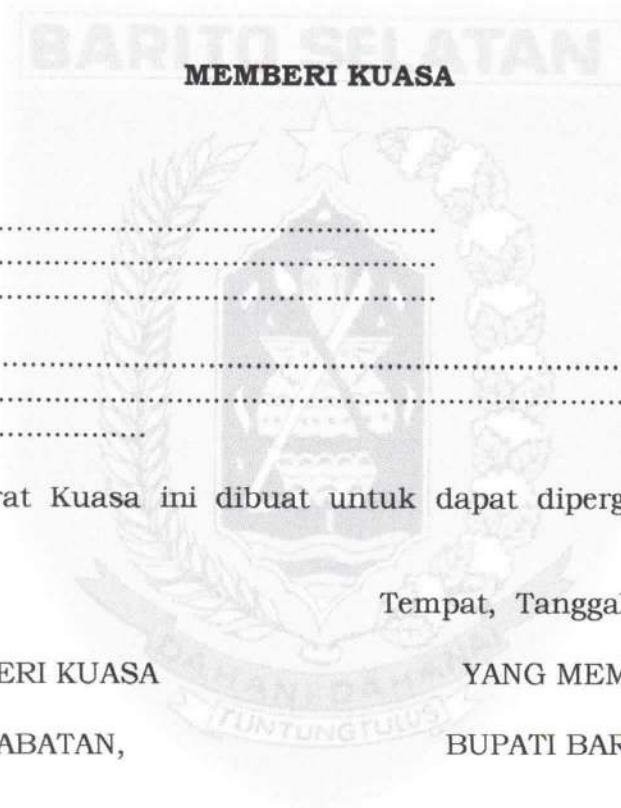 BARITO SELATAN
MEMBERI KUASA
........................................................
........................................................
........................................................
................................................................................
................................................................................
...................
rat Kuasa ini dibuat untuk dapat diperg
Tempat, Tanggal
ERI KUASA YANG MEM
ABATAN, BUPATI BAR
DAHANI DAHANAI
TUNTUNG TULUS